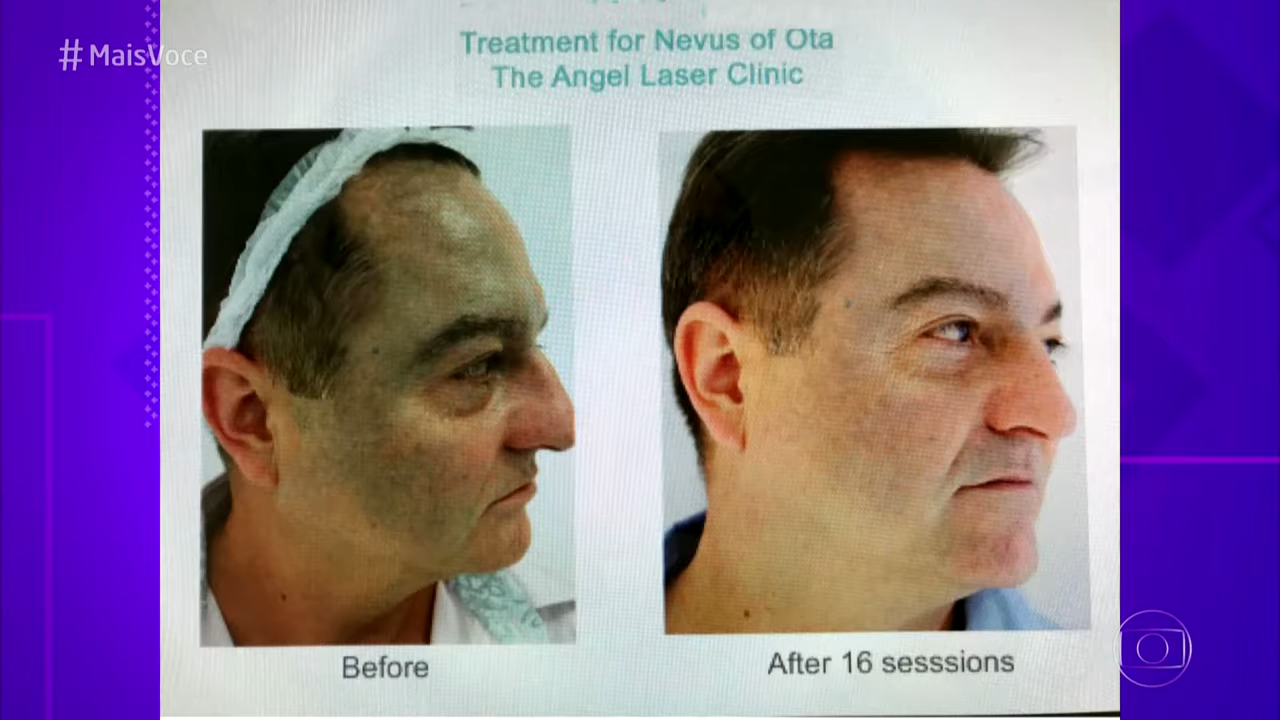 #MaisVoce
Treatment for Nevus of Ota
The Angel Laser Clinic
Before
After 16 sesssions